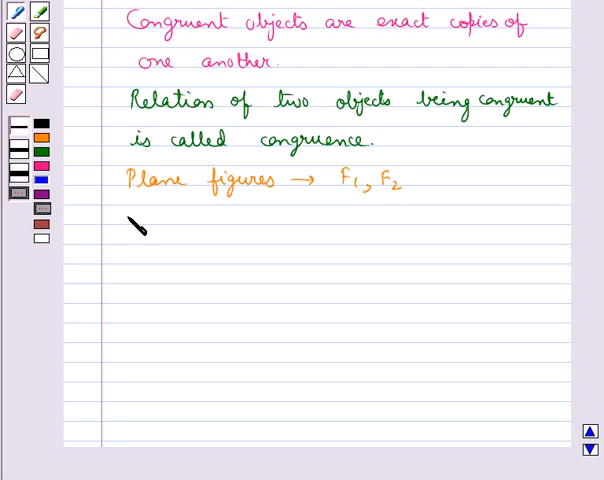 Congruent objects are exact copies of
one another.
Relation of two objects being congruent
is called congruence.
Plane figures → F1, F2